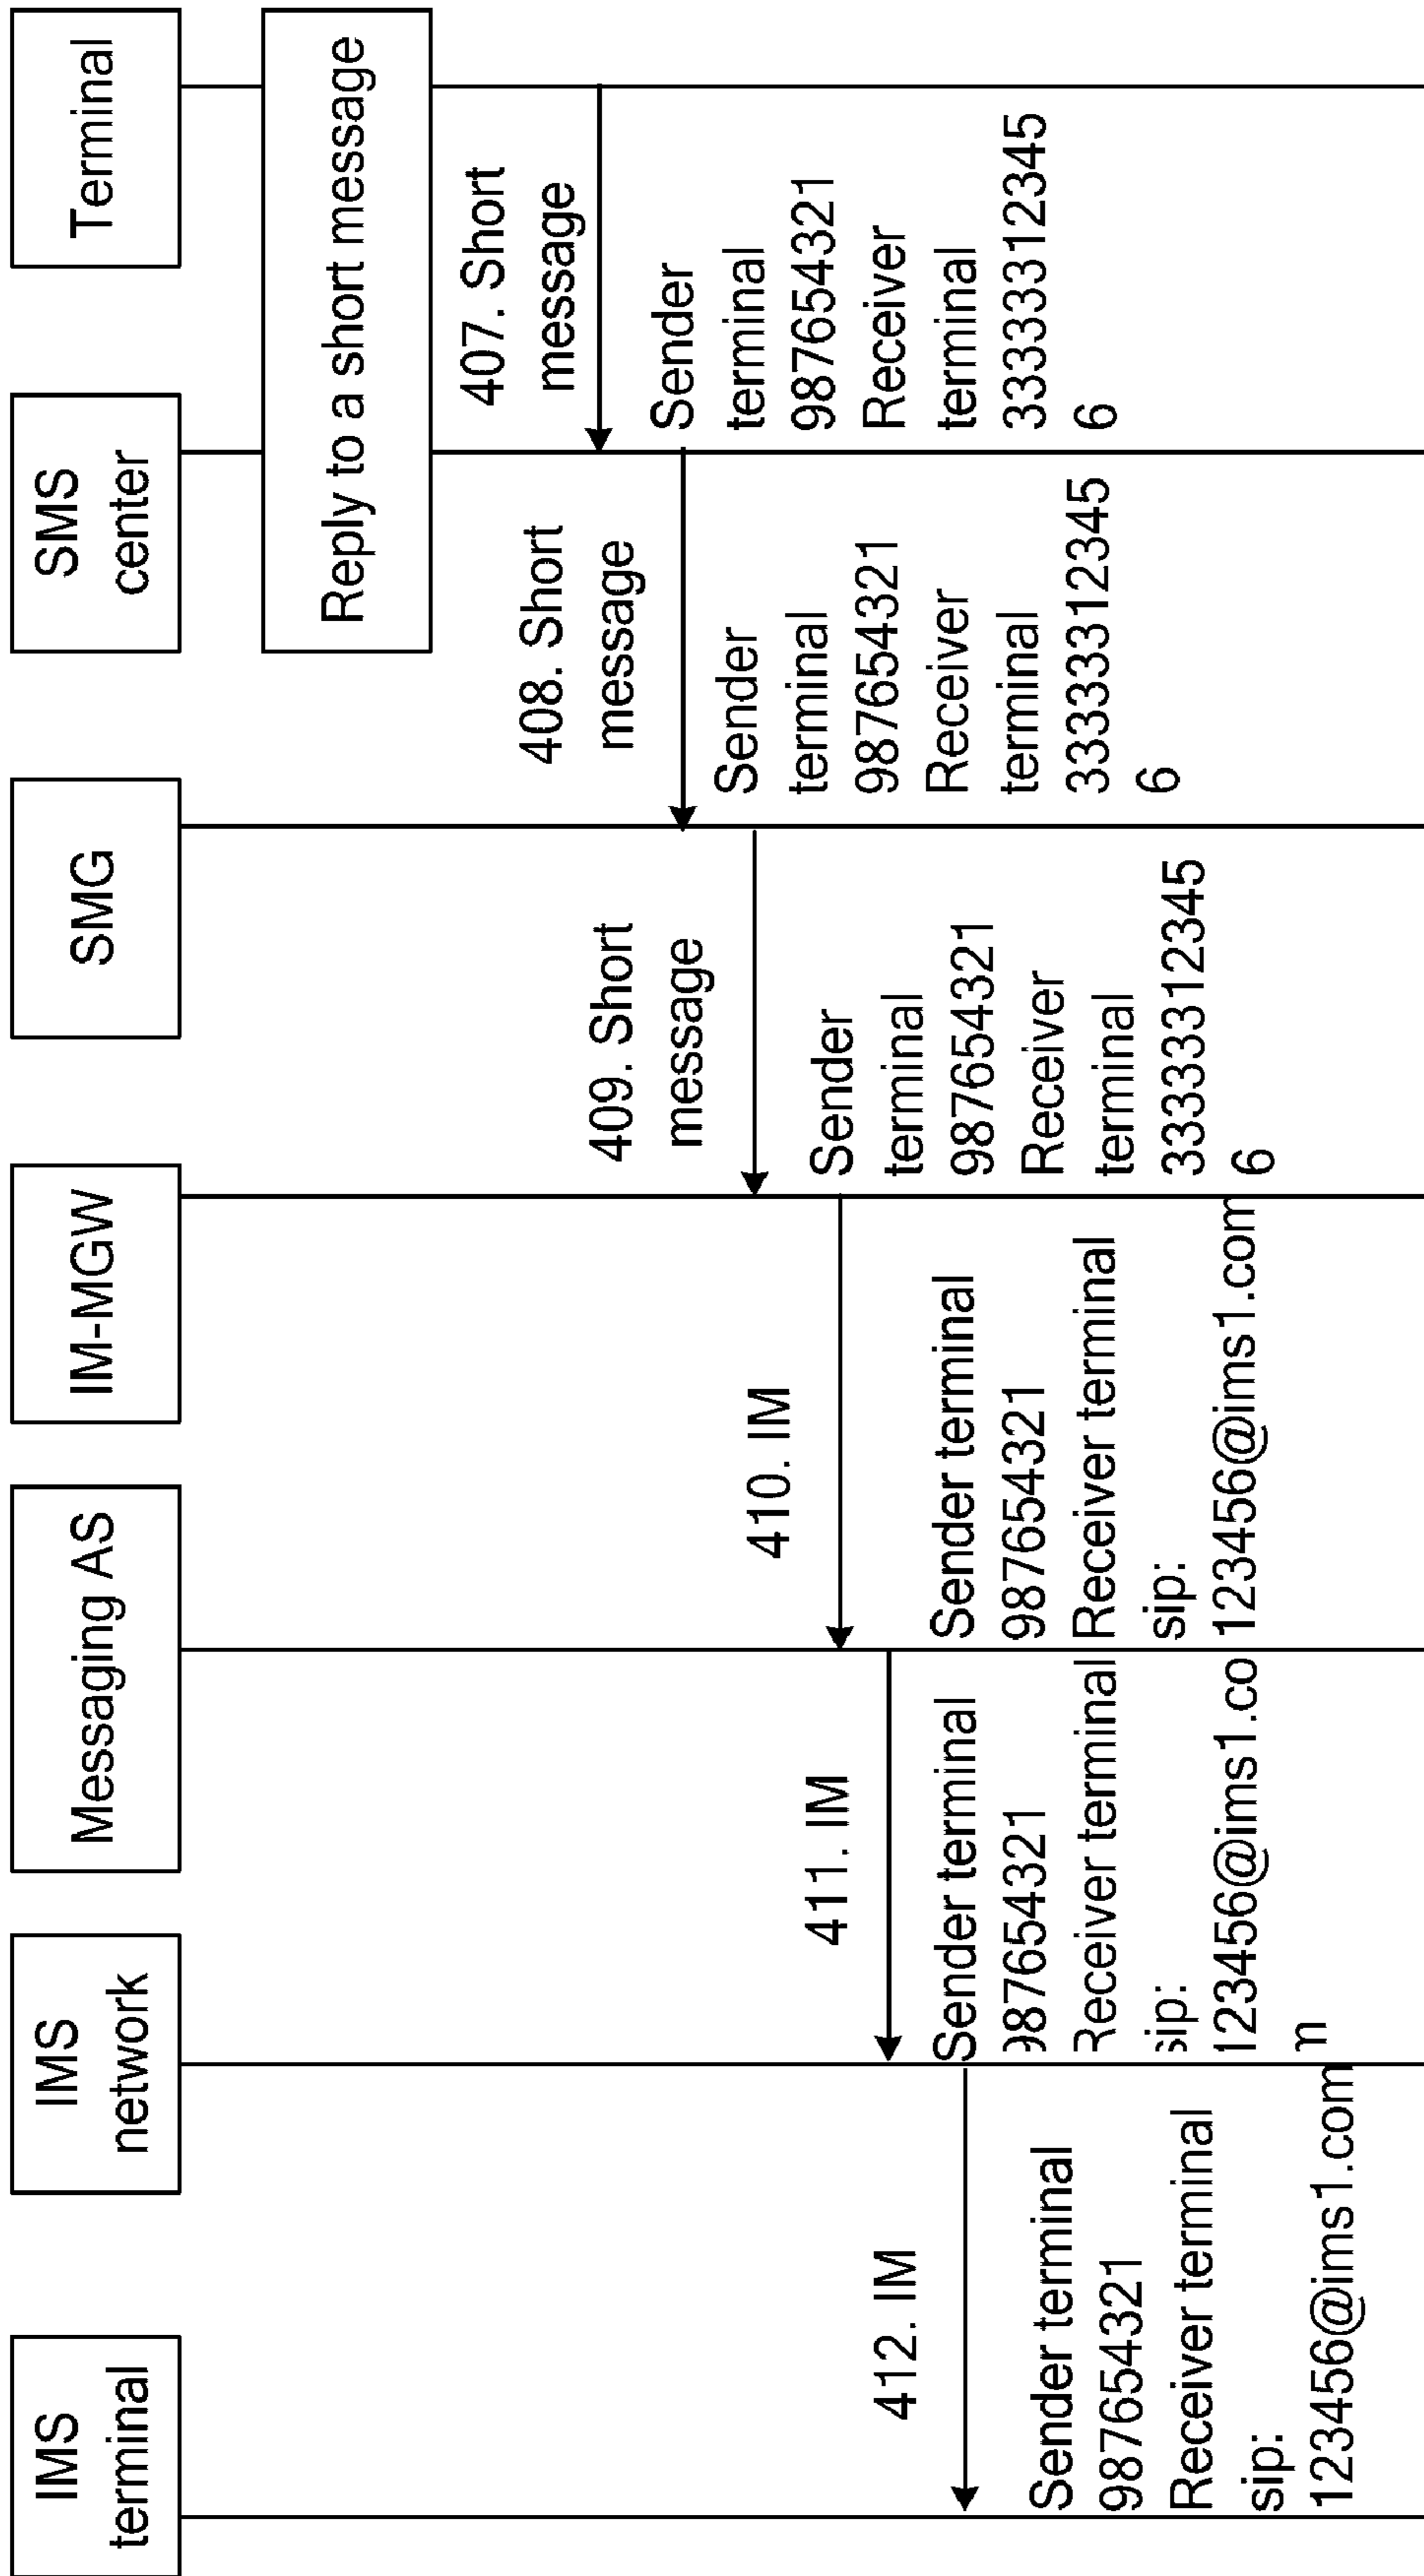 IMS
terminal
IMS
network
Messaging AS
IM-MGW
SMG
SMS
center
Terminal
Reply to a short message
407. Short
message
Sender
terminal
987654321
Receiver
terminal
33333312345
6
408. Short
message
Sender
terminal
987654321
Receiver
terminal
33333312345
6
409. Short
message
Sender
terminal
987654321
Receiver
terminal
33333312345
6
410. IM
Sender terminal
987654321
Receiver terminal
sip:
123456@ims1.com
411. IM
Sender terminal
987654321
Receiver terminal
sip:
123456@ims1.co
m
412. IM
Sender terminal
987654321
Receiver terminal
sip:
123456@ims1.com